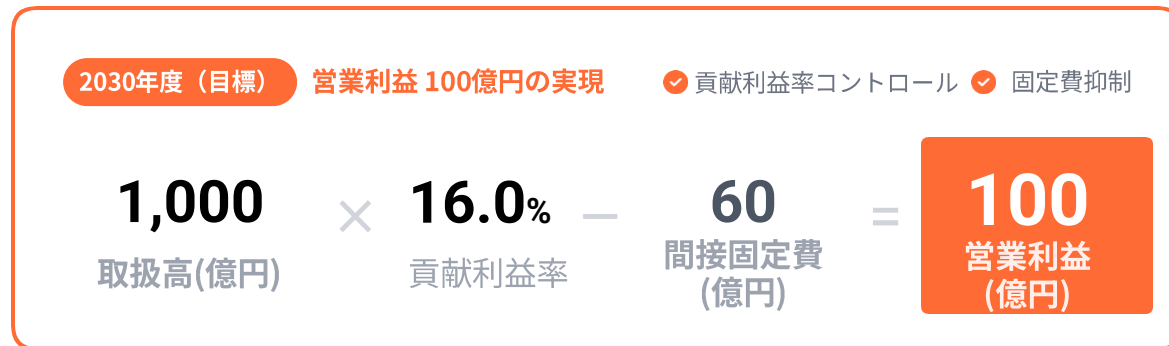 2030年度（目標） 営業利益 100億円の実現 貢献利益率コントロール 固定費抑制
1,000 × 16.0% − 60 = 100
取扱高(億円) 貢献利益率 間接固定費 営業利益
(億円) (億円)